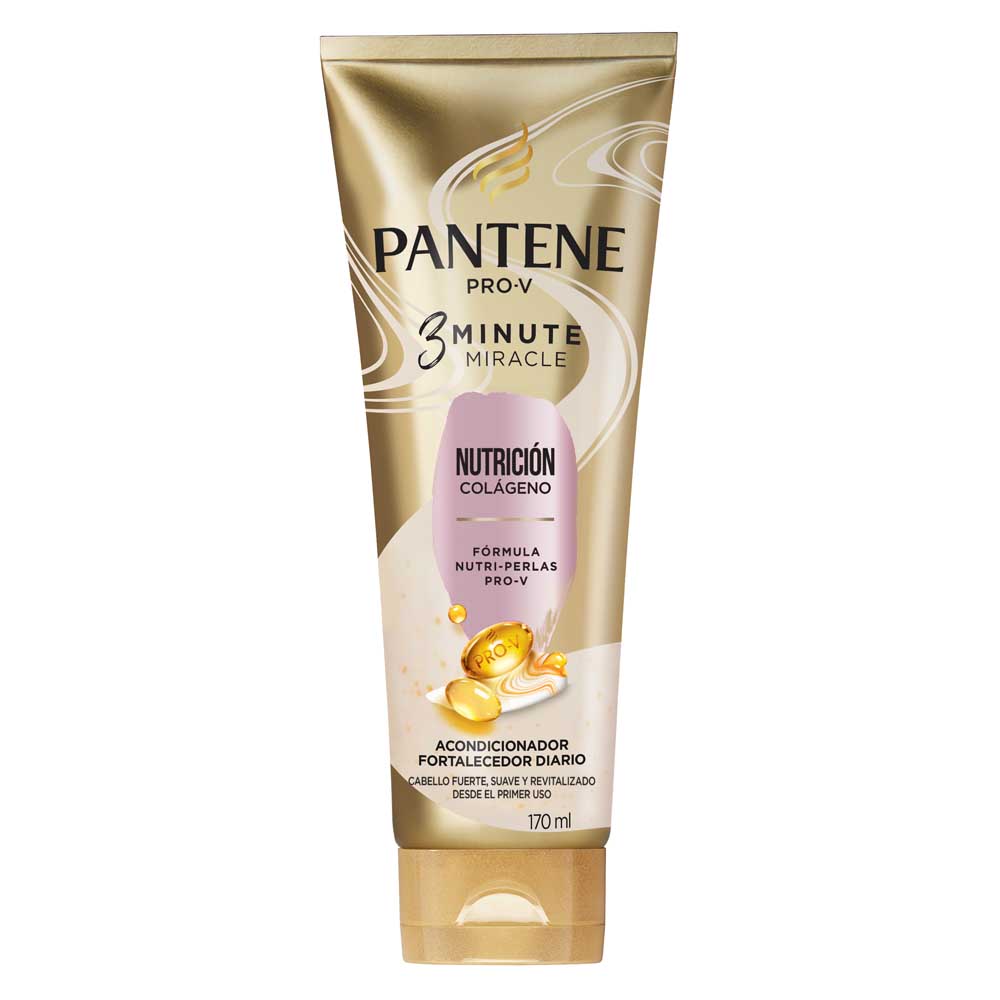 PANTENE
PRO-V
3 MINUTE
MIRACLE
NUTRICIÓN
COLÁGENO
FÓRMULA
NUTRI-PERLAS
PRO-V
PRO-V
ACONDICIONADOR
FORTALECEDOR DIARIO
CABELLO FUERTE, SUAVE Y REVITALIZADO
DESDE EL PRIMER USO
170 ml